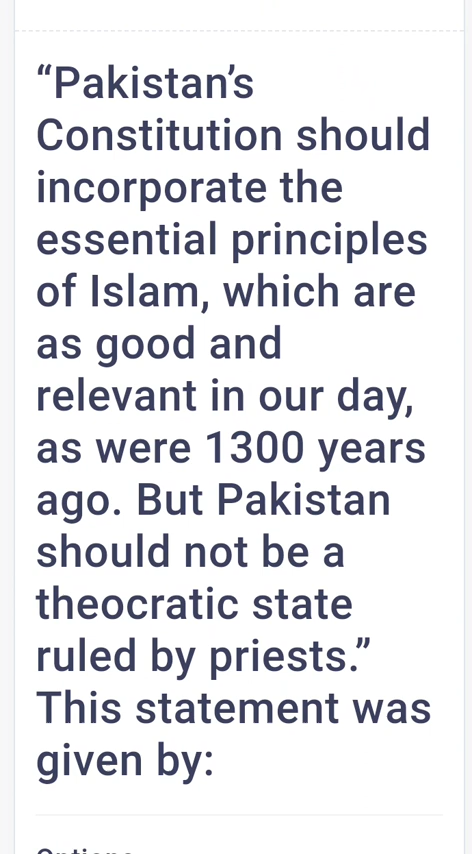 “Pakistan’s
Constitution should
incorporate the
essential principles
of Islam, which are
as good and
relevant in our day,
as were 1300 years
ago. But Pakistan
should not be a
theocratic state
ruled by priests.”
This statement was
given by: